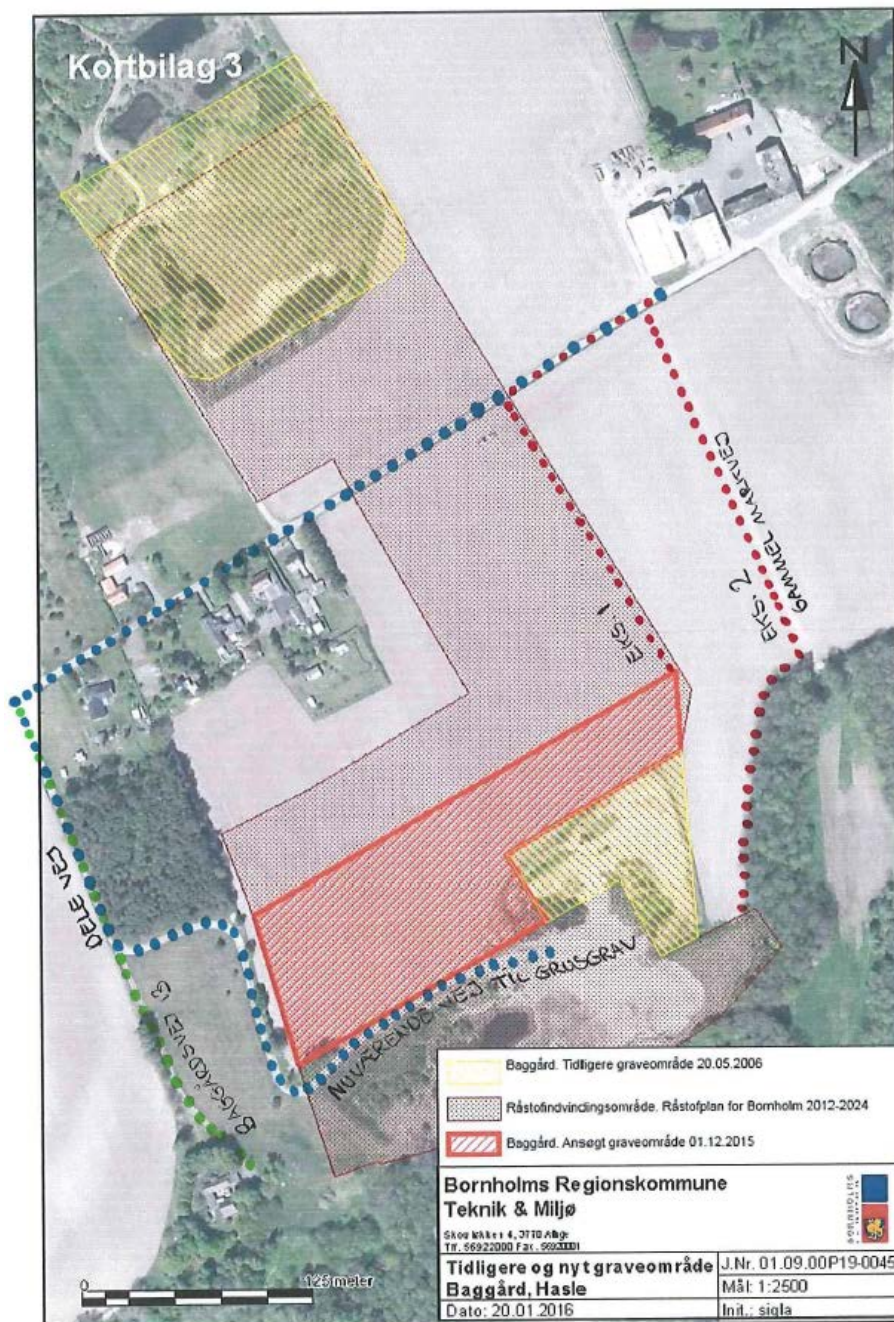 Kortbilag 3
N
EKS. 1
EKS. 2
GAMMEL MARKVEJ
DELE VEJ
BAGGÅRDSVEJ 13
NUVÆRENDE VEJ TIL GRUSGRAV
Baggård. Tidligere graveområde 20.05.2006
Råstofindvindingsområde. Råstofplan for Bornholm 2012-2024
Baggård. Ansøgt graveområde 01.12.2015
Bornholms Regionskommune
Teknik & Miljø
BORNHOLMS
Tidligere og nyt graveområde
Baggård, Hasle
Dato: 20.01.2016
J.Nr. 01.09.00P19-0045
Mål: 1:2500
Init.: sigla
0
125 meter